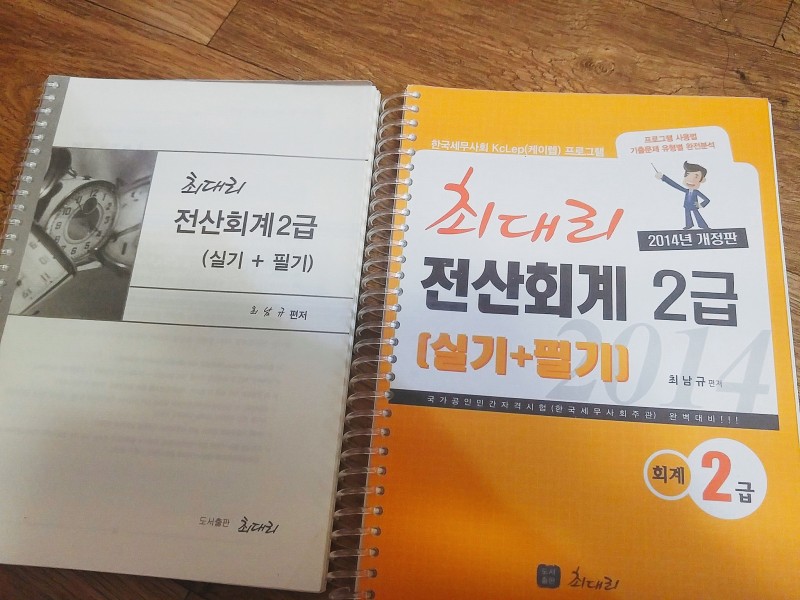 최대리
전산회계2급
(실기 + 필기)
최남규 편저
도서출판 최대리
한국세무사회 KcLep(케이렙) 프로그램
프로그램 사용법
기출문제 유형별 완전분석
최대리
2014년 개정판
전산회계 2급
(실기+필기)
2014
최남규 편저
국가공인민간자격시험(한국세무사회주관) 완벽대비!!!
회계 2급
도서출판 최대리